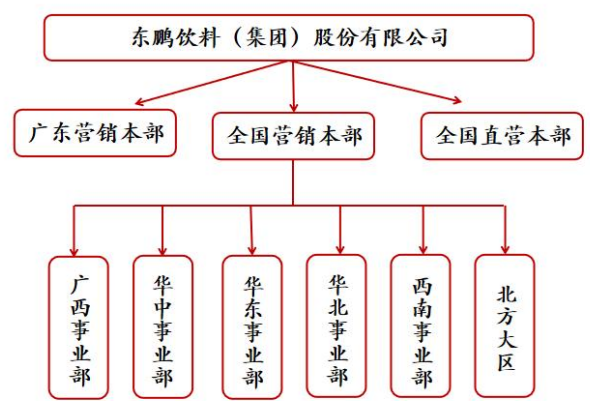 东鹏饮料（集团）股份有限公司
广东营销本部
全国营销本部
全国直营本部
广西事业部
华中事业部
华东事业部
华北事业部
西南事业部
北方大区